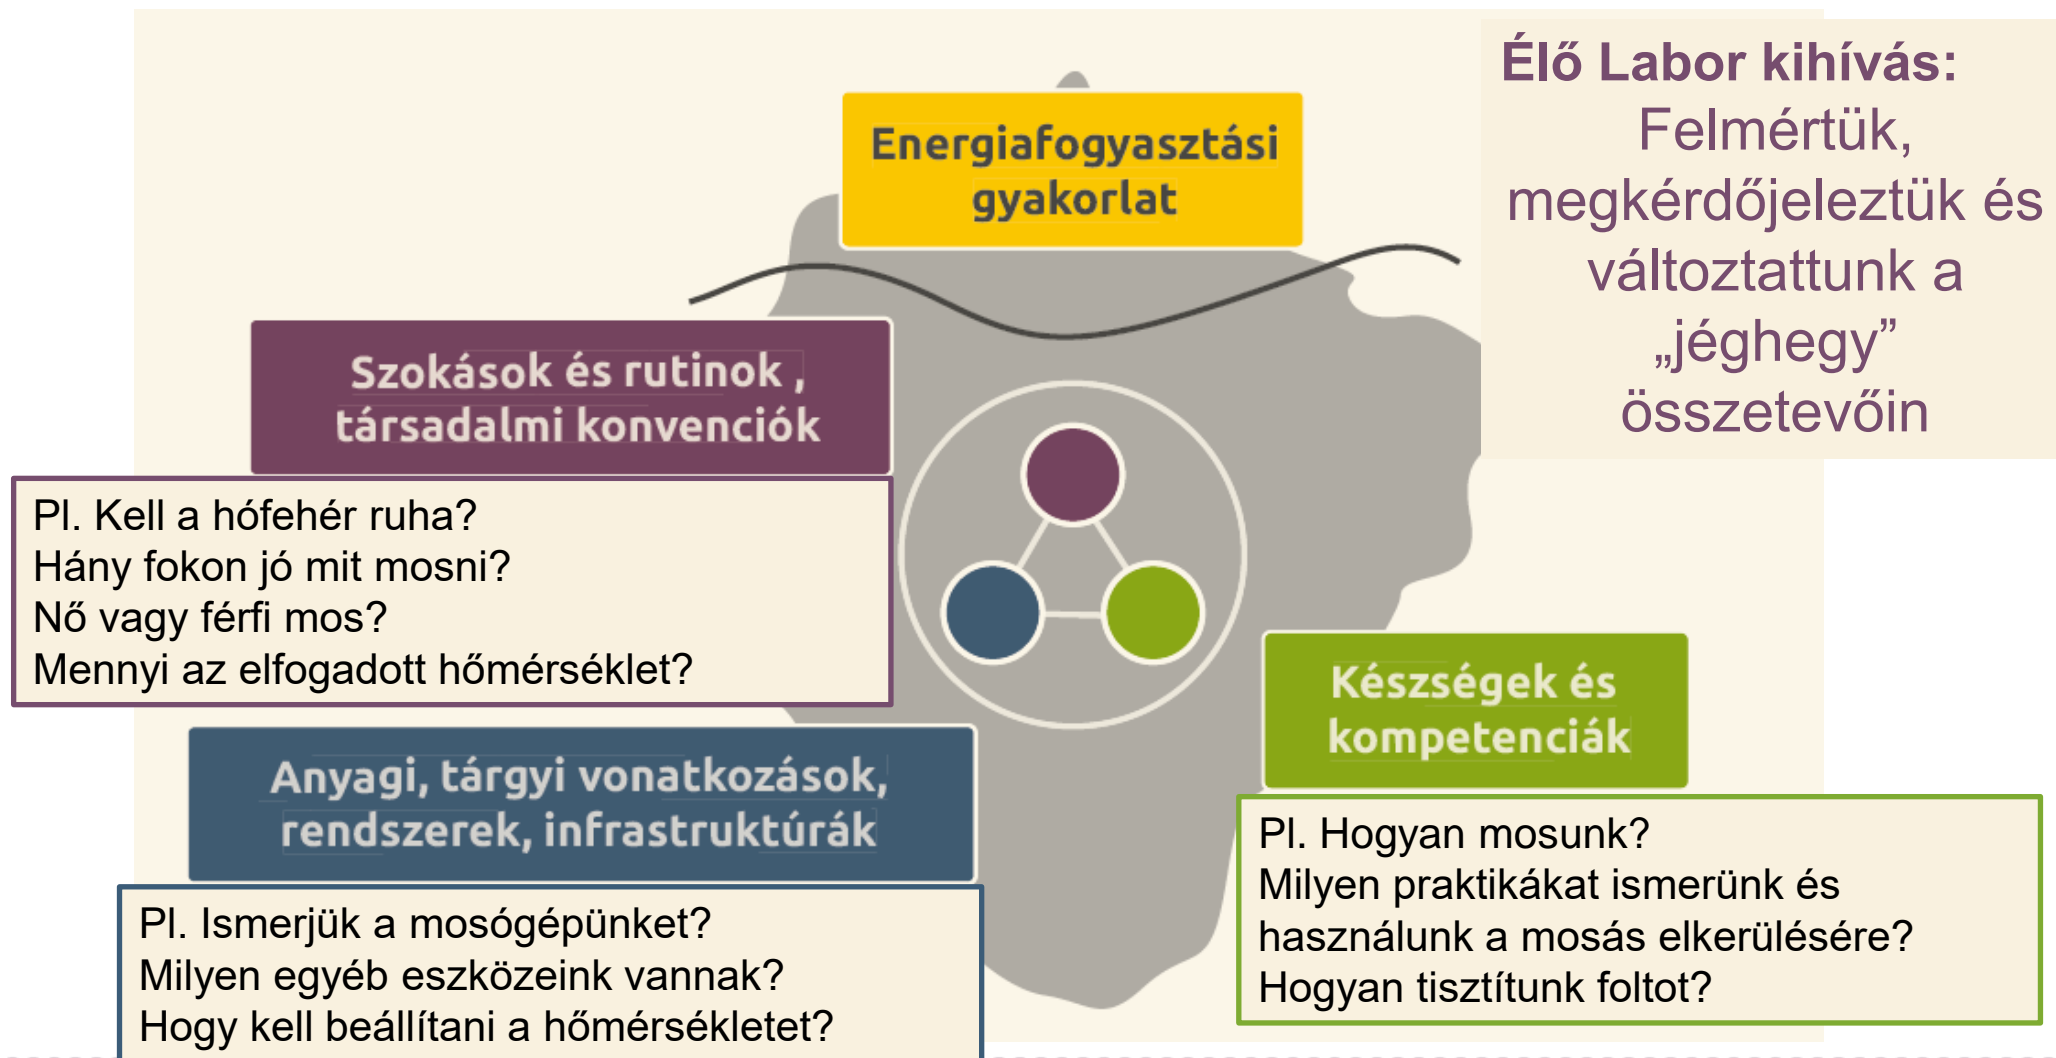 Élő Labor kihívás:
Felmértük,
megkérdőjeleztük és
változtattunk a
„jéghegy”
összetevőin
Energiafogyasztási
gyakorlat
Szokások és rutinok ,
társadalmi konvenciók
Pl. Kell a hófehér ruha?
Hány fokon jó mit mosni?
Nő vagy férfi mos?
Mennyi az elfogadott hőmérséklet?
Anyagi, tárgyi vonatkozások,
rendszerek, infrastruktúrák
Pl. Ismerjük a mosógépünket?
Milyen egyéb eszközeink vannak?
Hogy kell beállítani a hőmérsékletet?
Készségek és
kompetenciák
Pl. Hogyan mosunk?
Milyen praktikákat ismerünk és
használunk a mosás elkerülésére?
Hogyan tisztítunk foltot?